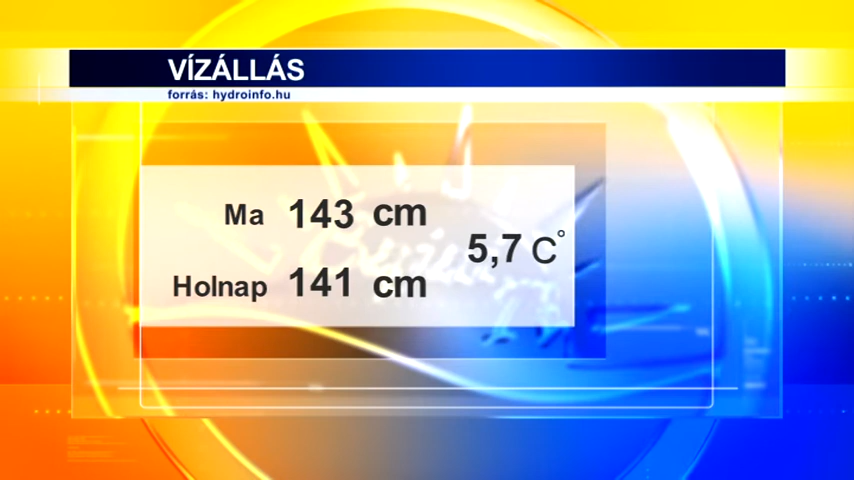 VÍZÁLLÁS
forrás: hydroinfo.hu
Ma 143 cm
5,7 C°
Holnap 141 cm